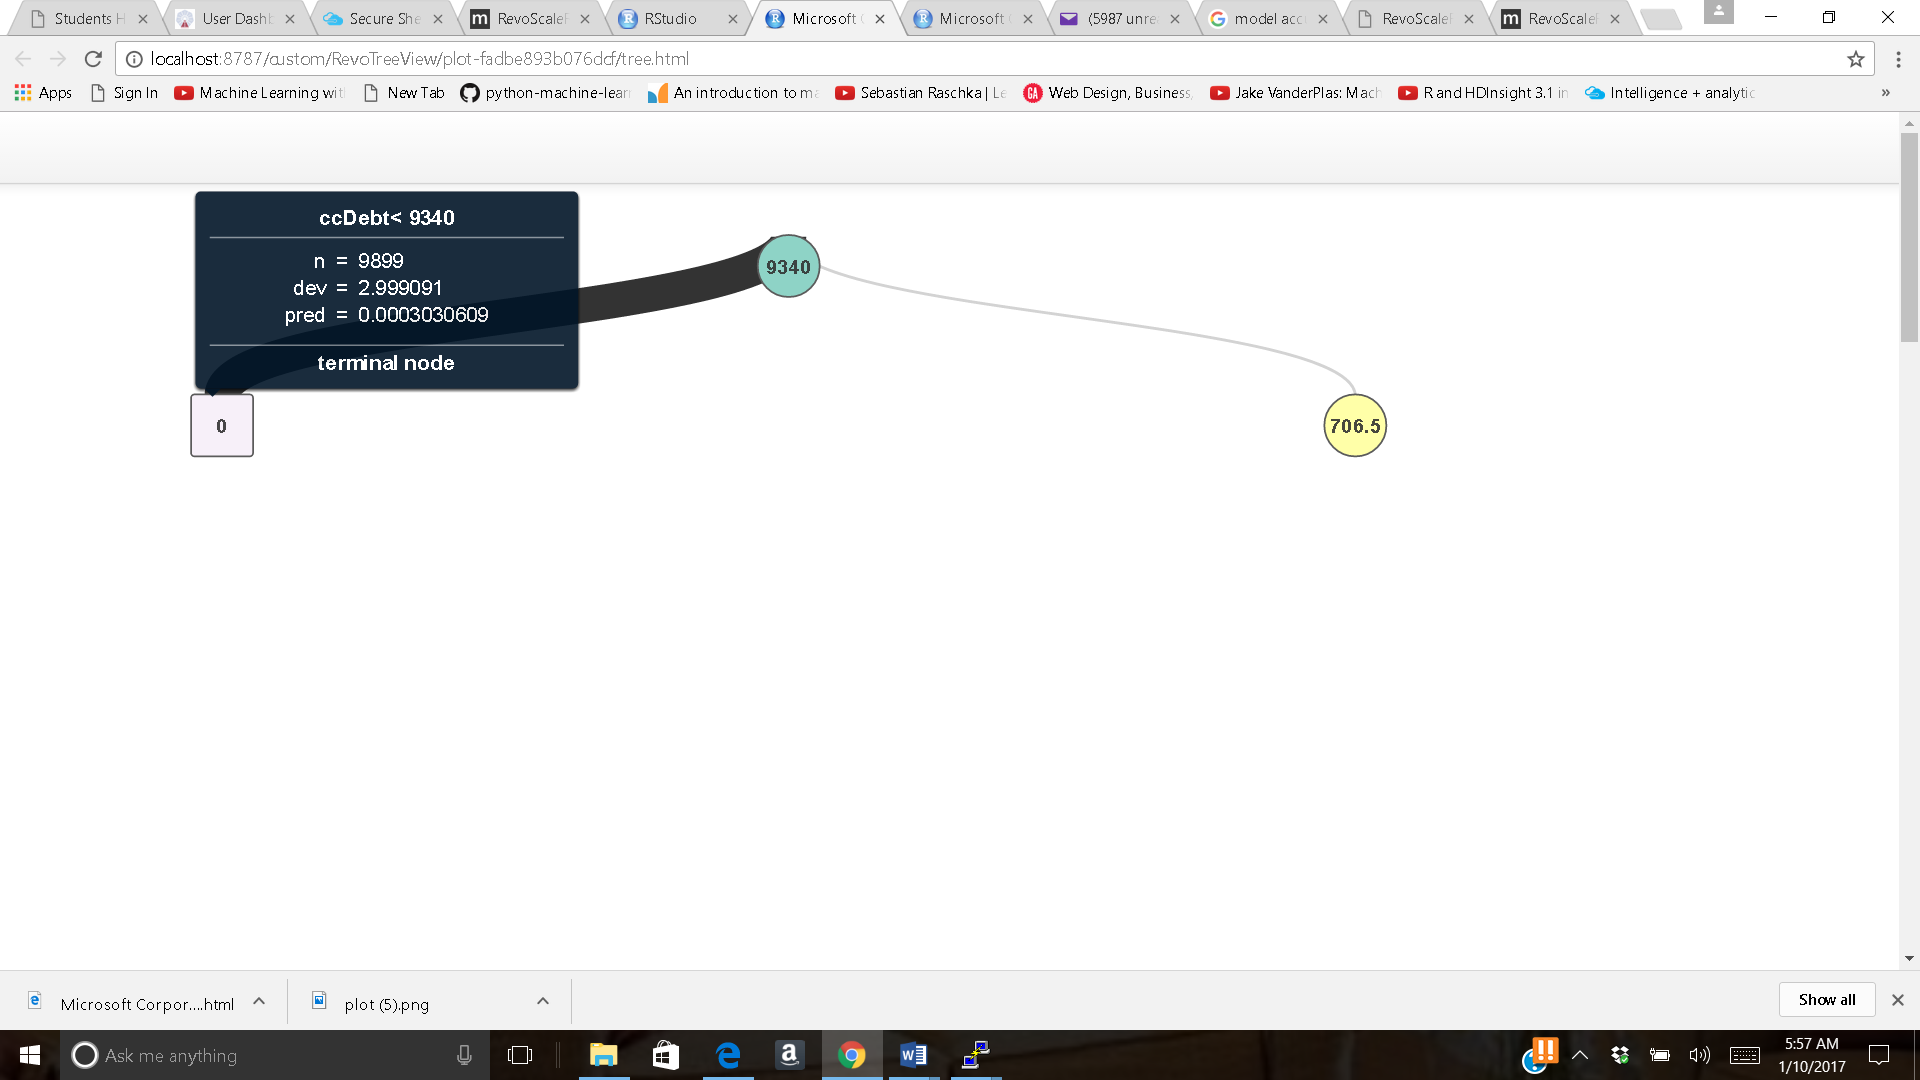 Students H
User Dashb
Secure She
RevoScaleR
RStudio
Microsoft
Microsoft
(5987 unre
model acc
RevoScaleR
RevoScaleR
localhost:8787/custom/RevoTreeView/plot-fadbe893b076ddf/tree.html
Apps
Sign In
Machine Learning wit
New Tab
python-machine-lear
An introduction to m
Sebastian Raschka | Le
Web Design, Business,
Jake VanderPlas: Mach
R and HDInsight 3.1 in
Intelligence + analytic
»
ccDebt< 9340
n = 9899
dev = 2.999091
pred = 0.0003030609
terminal node
9340
0
706.5
Microsoft Corpor....html
plot (5).png
Show all
Ask me anything
5:57 AM
1/10/2017